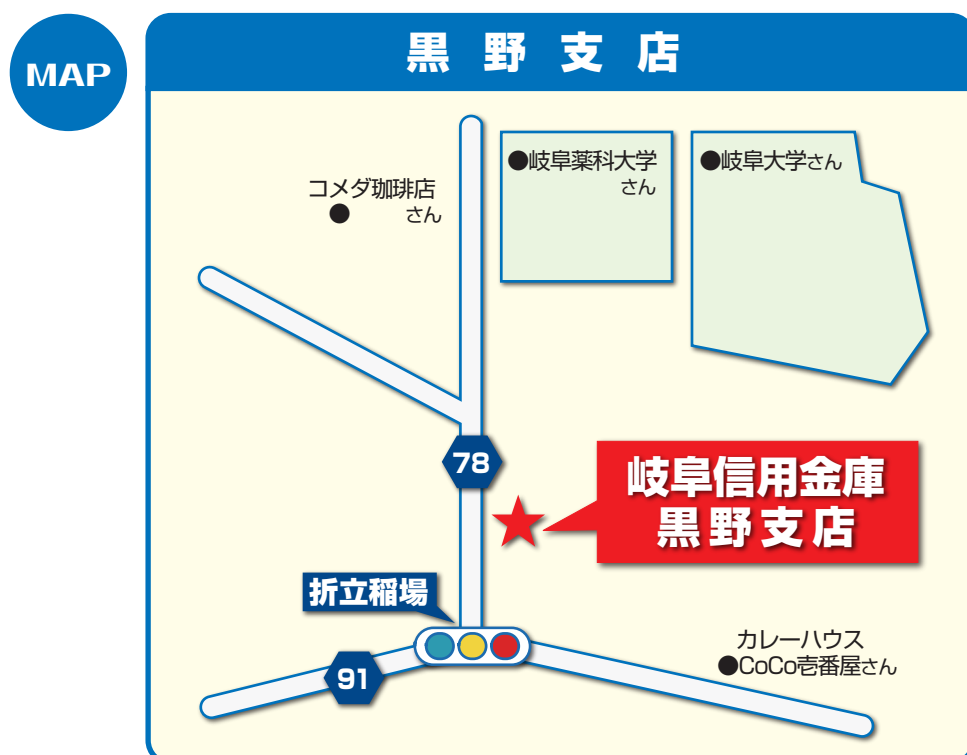 MAP
黒野支店
●岐阜薬科大学
さん
●岐阜大学さん
コメダ珈琲店
● さん
78
岐阜信用金庫
黒野支店
折立稲場
91
カレーハウス
●CoCo壱番屋さん